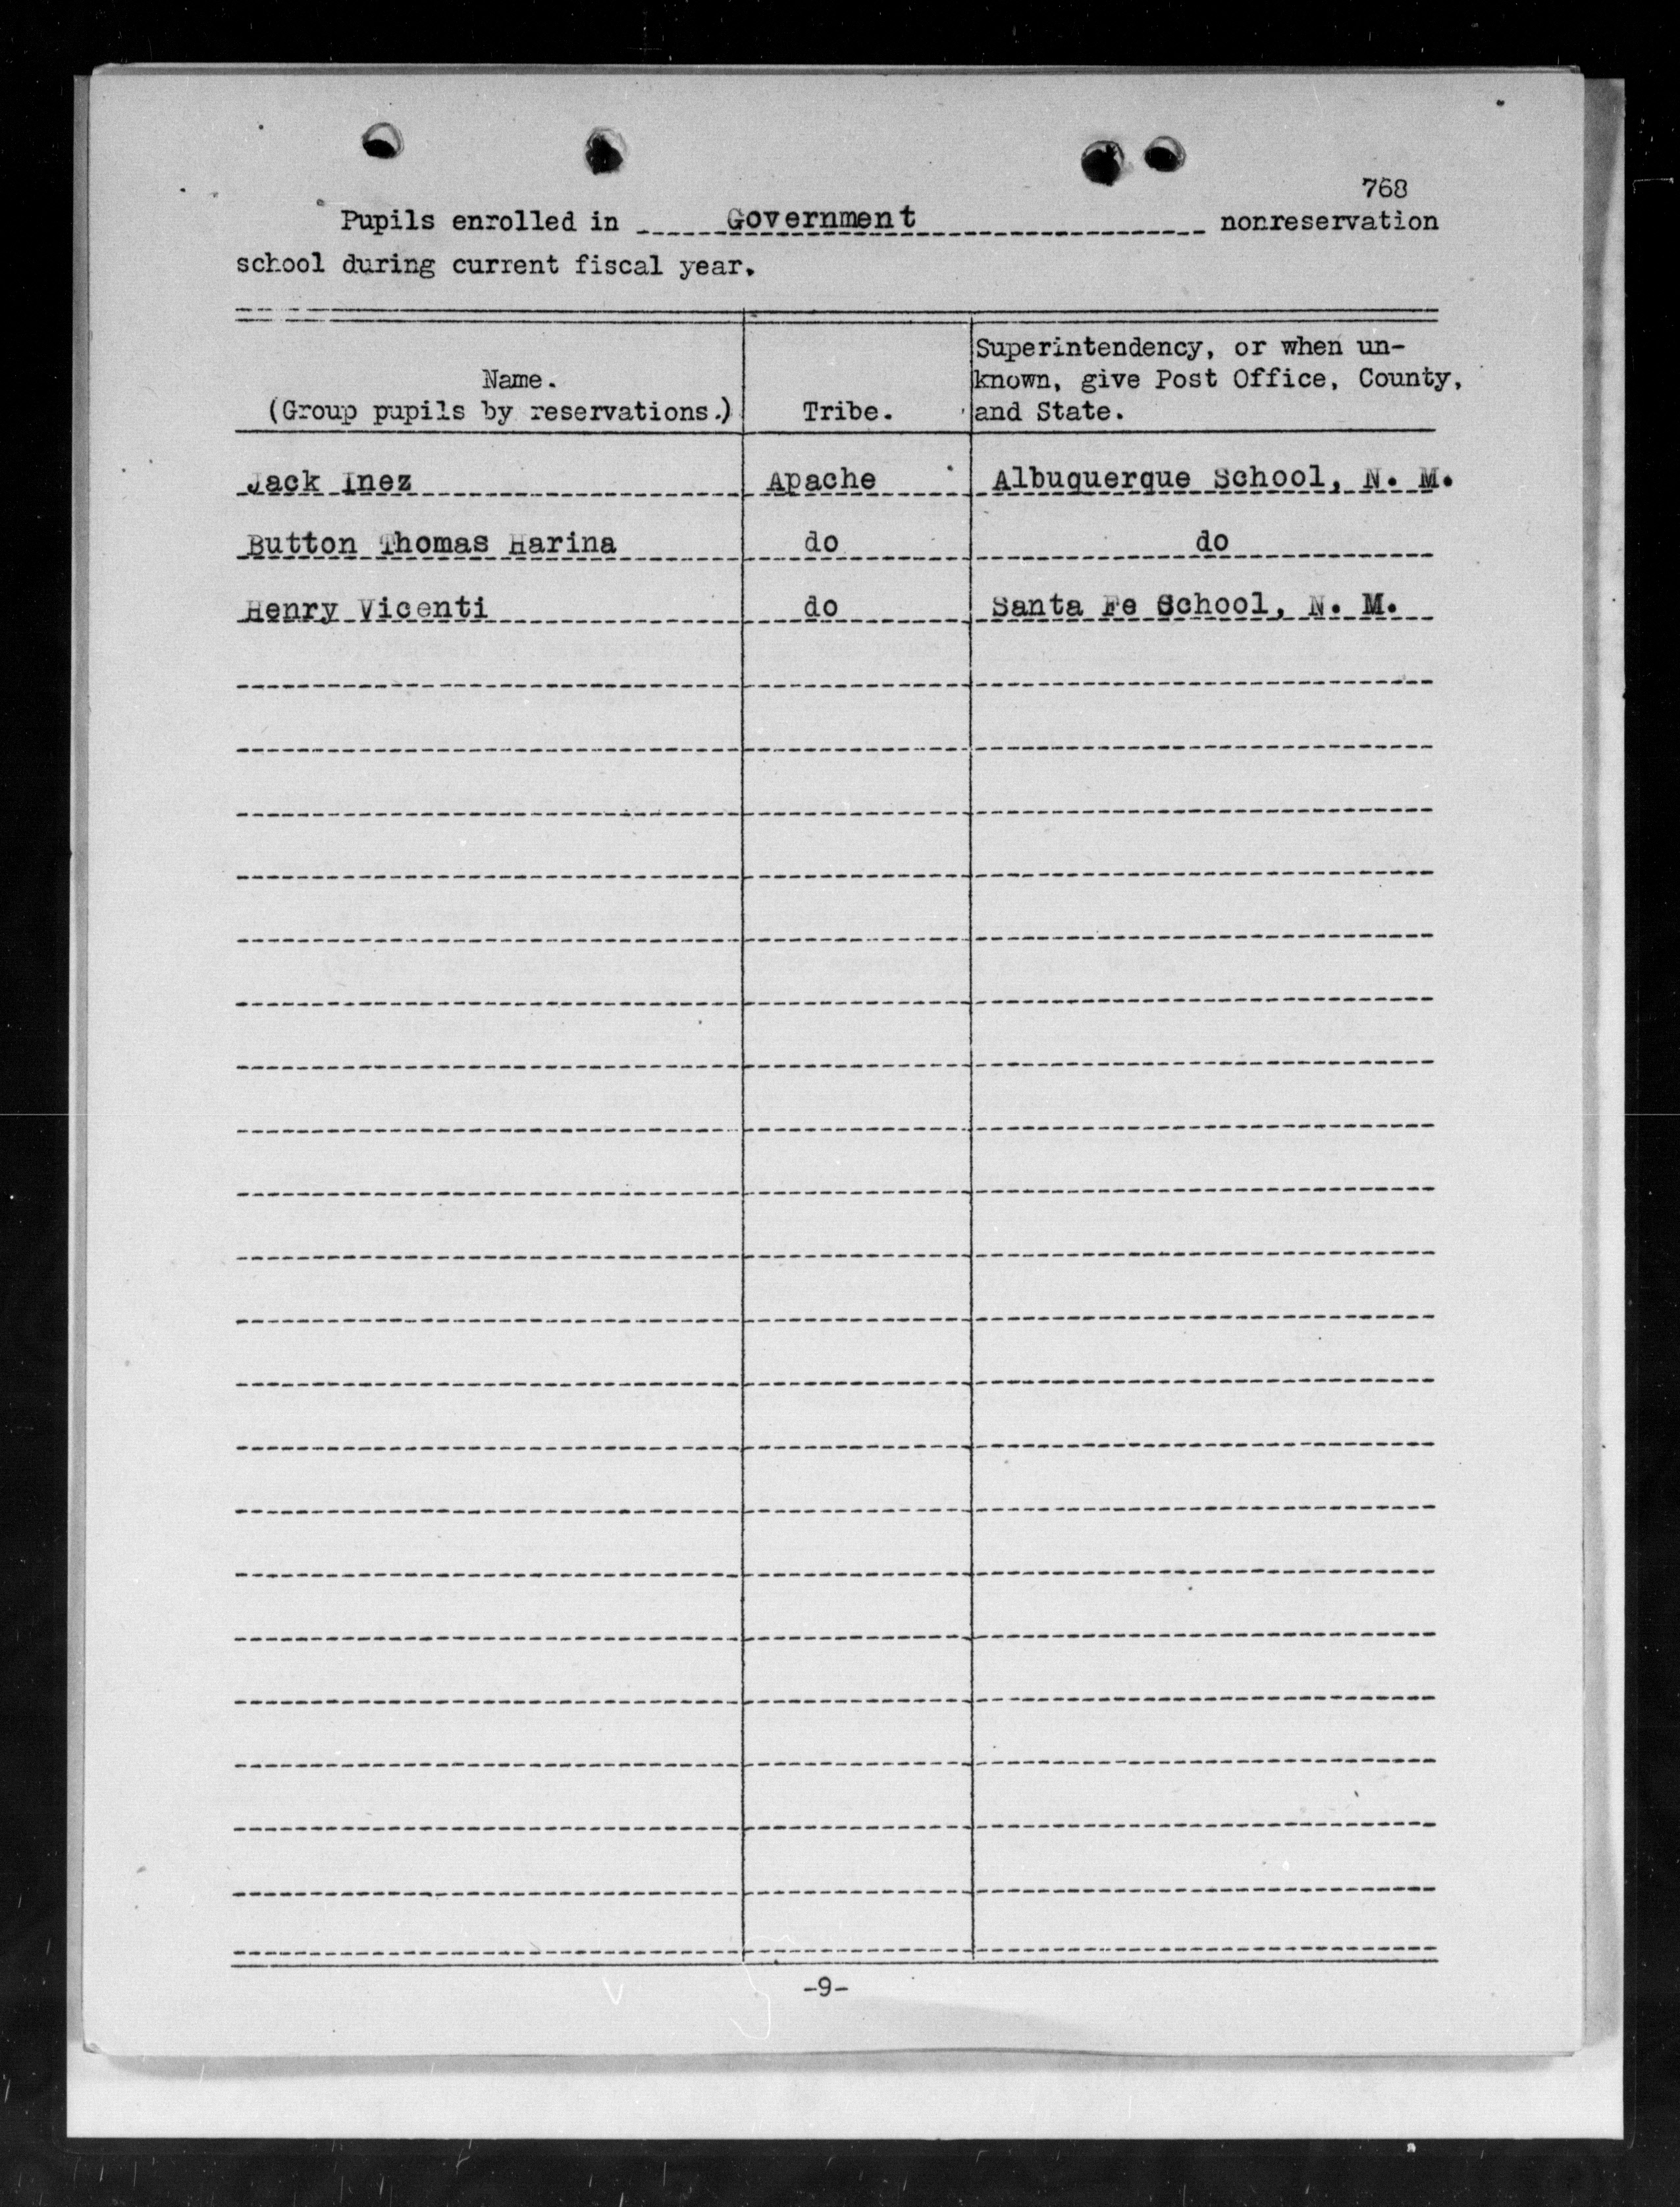 768
Pupils enrolled in Government nonreservation
school during current fiscal year.
Superintendency, or when un-
Name. known, give Post Office, County,
(Group pupils by reservations.) Tribe. and State.
Jack Inez Apache Albuquerque School, N. M.
Button Thomas Harina do do
Henry Vicenti do Santa Fe School, N. M.
-9-